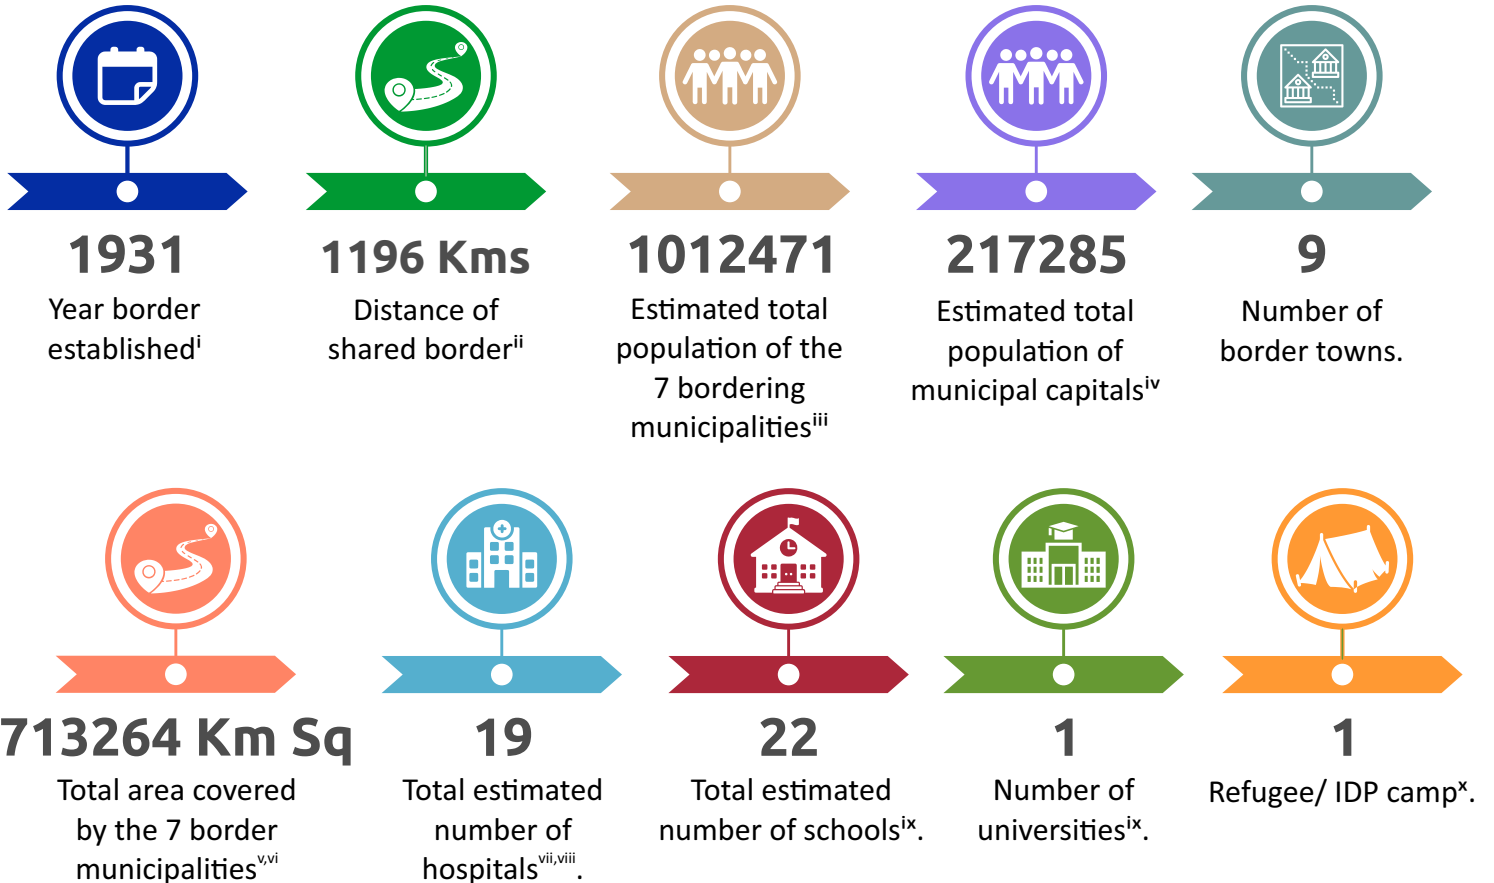 1931
Year border
establishedⁱ
1196 Kms
Distance of
shared borderⁱⁱ
1012471
Estimated total
population of the
7 bordering
municipalitiesⁱⁱⁱ
217285
Estimated total
population of
municipal capitalsⁱᵛ
9
Number of
border towns.
713264 Km Sq
Total area covered
by the 7 border
municipalitiesᵛ,ᵛⁱ
19
Total estimated
number of
hospitalsᵛⁱⁱ,ᵛⁱⁱⁱ.
22
Total estimated
number of schoolsⁱˣ.
1
Number of
universitiesⁱˣ.
1
Refugee/ IDP campˣ.